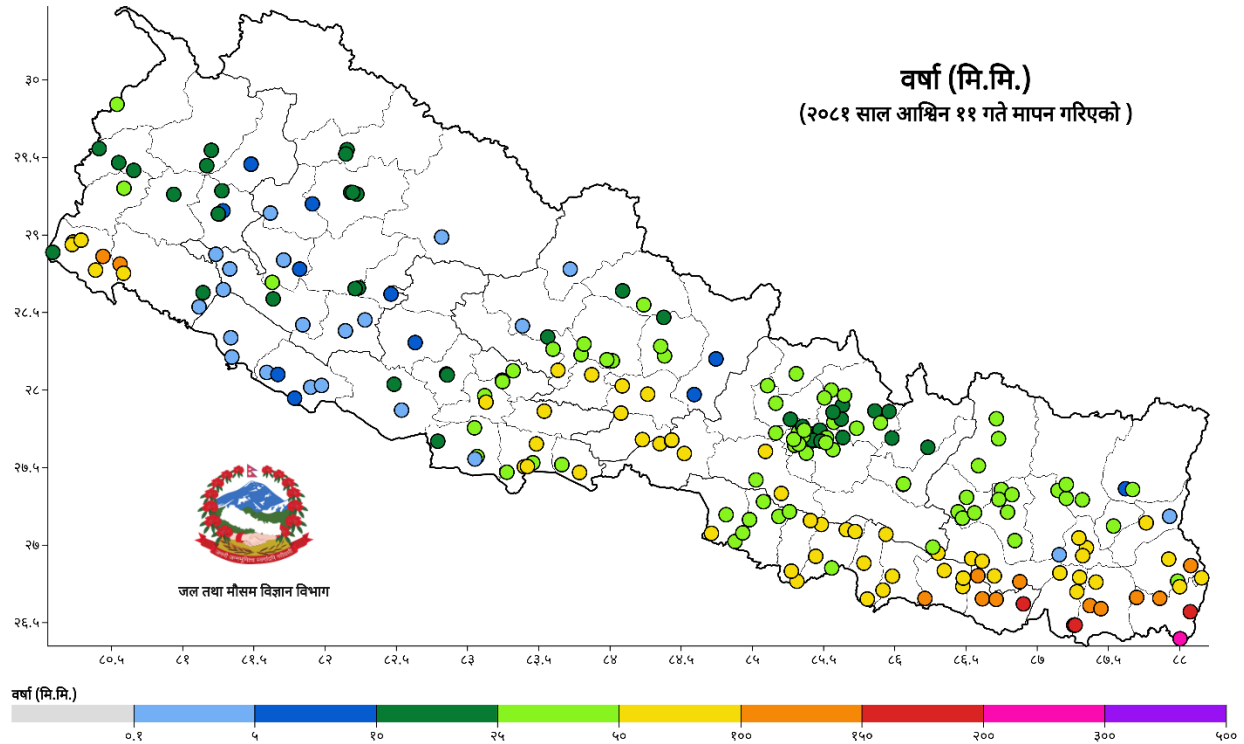 वर्षा (मि.मि.)
(२०८१ साल आश्विन ११ गते मापन गरिएको )
३०
२९.५
२९
२८.५
२८
२७.५
२७
२६.५
जल तथा मौसम विज्ञान विभाग
८०.५ ८१ ८१.५ ८२ ८२.५ ८३ ८३.५ ८४ ८४.५ ८५ ८५.५ ८६ ८६.५ ८७ ८७.५ ८८
वर्षा (मि.मि.)
०.१ ५ १० २५ ५० १०० १५० २०० ३०० ५००